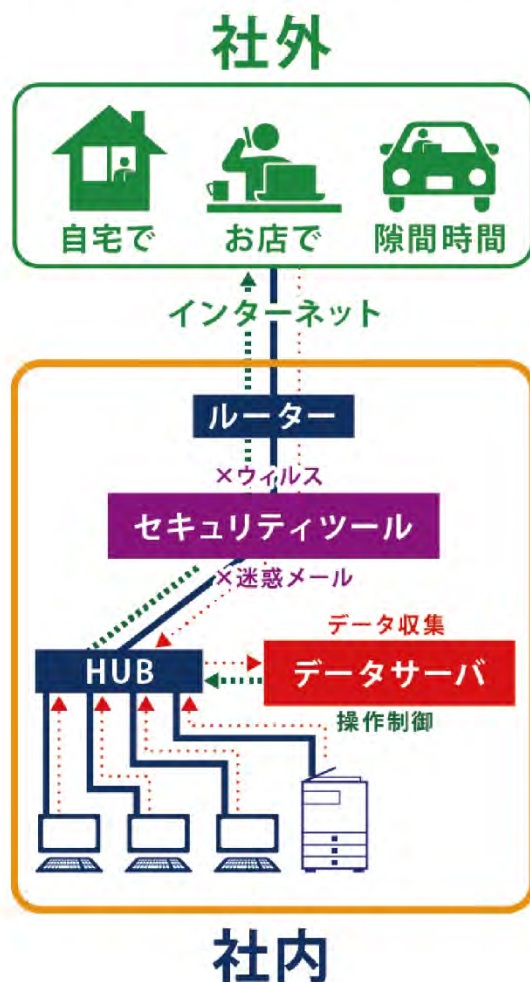 社外
自宅で お店で 隙間時間
インターネット
ルーター
×ウィルス
セキュリティツール
×迷惑メール
データ収集
HUB データサーバ
操作制御
社内